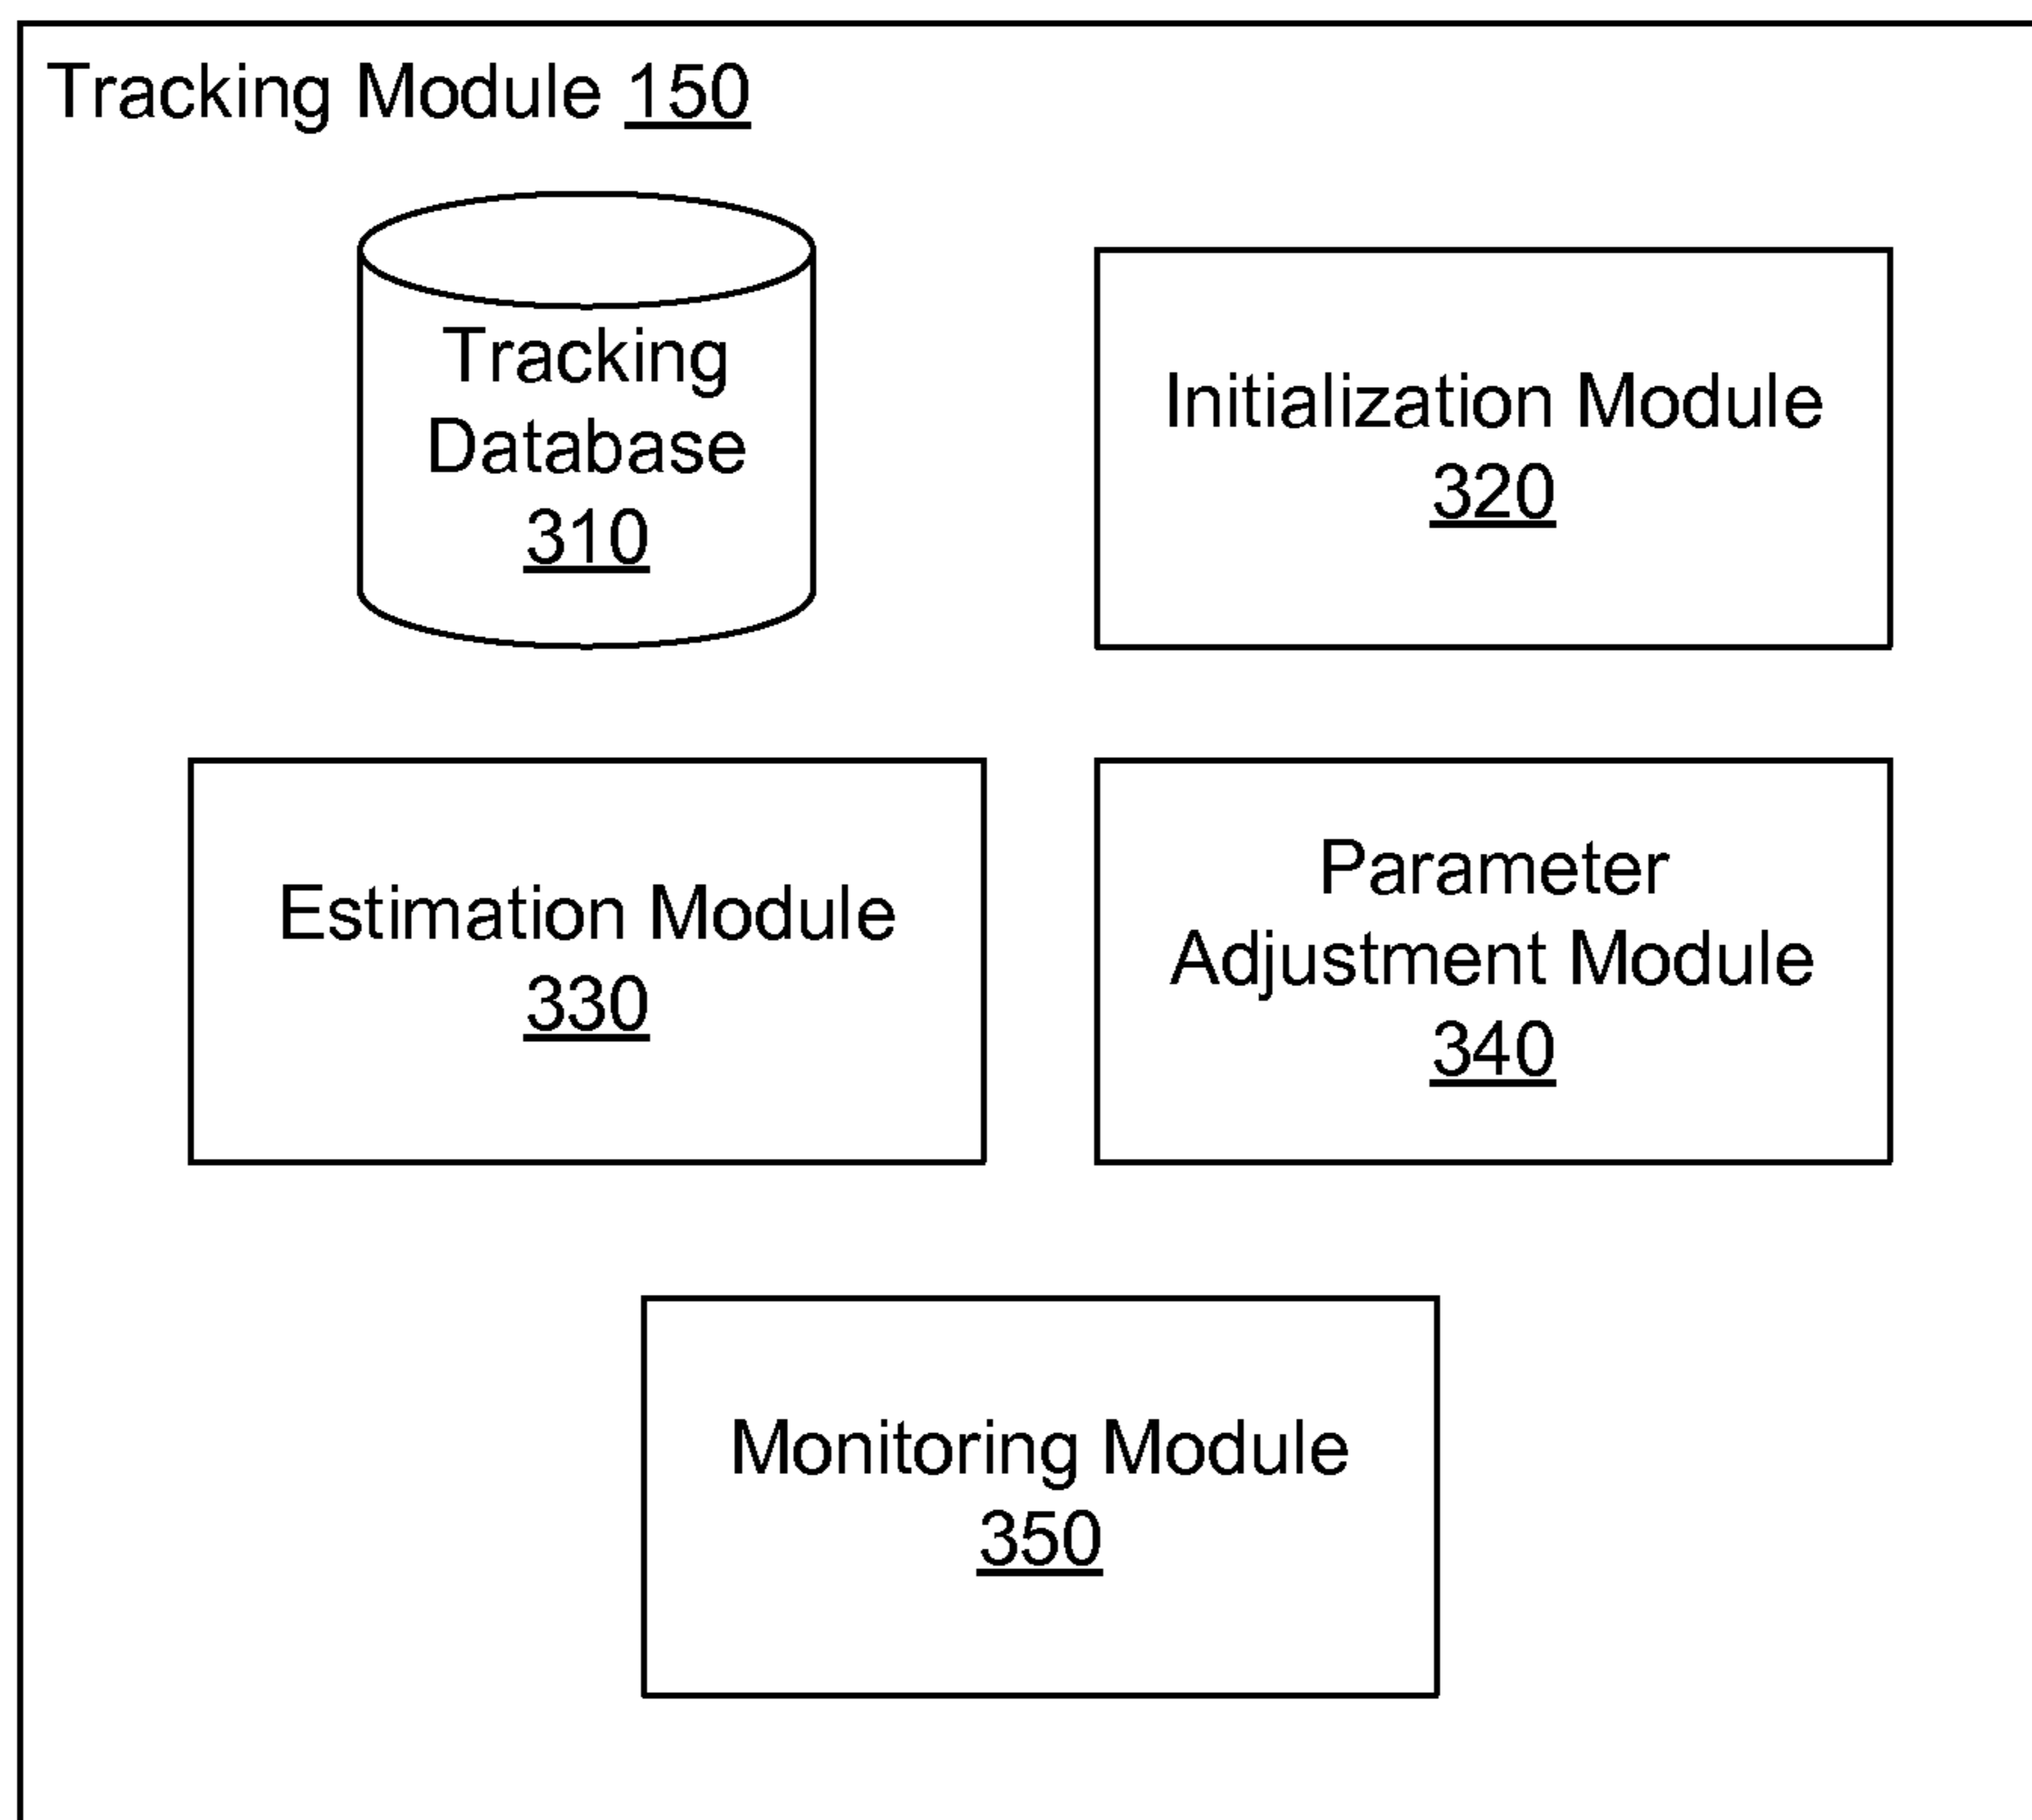 Tracking Module 150
Tracking
Database
310
Initialization Module
320
Estimation Module
330
Parameter
Adjustment Module
340
Monitoring Module
350